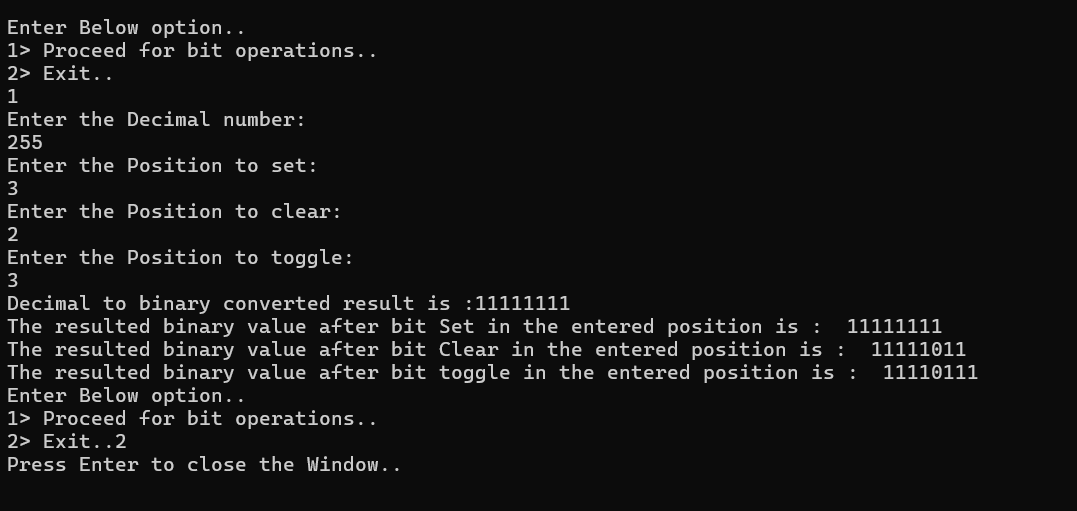 Enter Below option..
1> Proceed for bit operations..
2> Exit..
1
Enter the Decimal number:
255
Enter the Position to set:
3
Enter the Position to clear:
2
Enter the Position to toggle:
3
Decimal to binary converted result is :11111111
The resulted binary value after bit Set in the entered position is :  11111111
The resulted binary value after bit Clear in the entered position is :  11111011
The resulted binary value after bit toggle in the entered position is :  11110111
Enter Below option..
1> Proceed for bit operations..
2> Exit..2
Press Enter to close the Window..